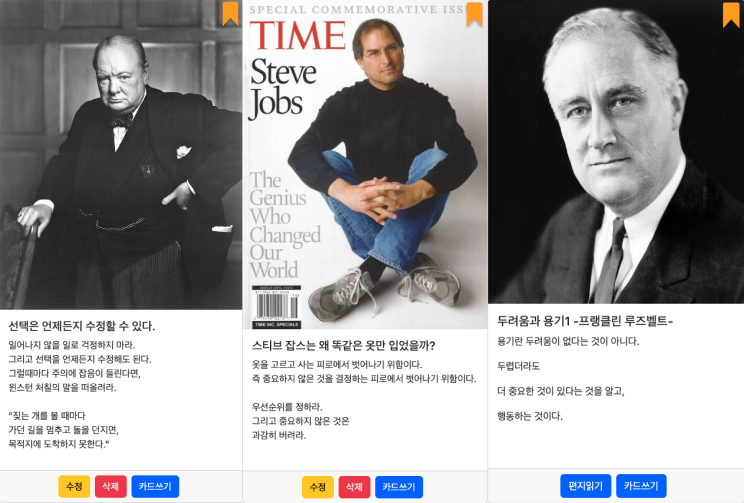 선택은 언제든지 수정할 수 있다.
일어나지 않을 일로 걱정하지 마라.
그리고 선택은 언제든지 수정해도 된다.
그럴때마다 주의에 잡음이 들린다면,
윈스턴 처칠의 말을 떠올려라.
"짖는 개를 볼 때마다
가던 길을 멈추고 돌을 던지면,
목적지에 도착하지 못한다."
수정
삭제
카드쓰기
SPECIAL COMMEMORATIVE ISSU
TIME
Steve
Jobs
The
Genius
Who
Changed
Our
World
TIME INC. SPECIALS
스티브 잡스는 왜 똑같은 옷만 입었을까?
옷을 고르고 사는 피로에서 벗어나기 위함이다.
즉 중요하지 않은 것을 결정하는 피로에서 벗어나기 위함이다.
우선순위를 정하라.
그리고 중요하지 않은 것은
과감히 버려라.
수정
삭제
카드쓰기
두려움과 용기1 -프랭클린 루즈벨트-
용기란 두려움이 없다는 것이 아니다.
두렵더라도
더 중요한 것이 있다는 것을 알고,
행동하는 것이다.
편지읽기
카드쓰기